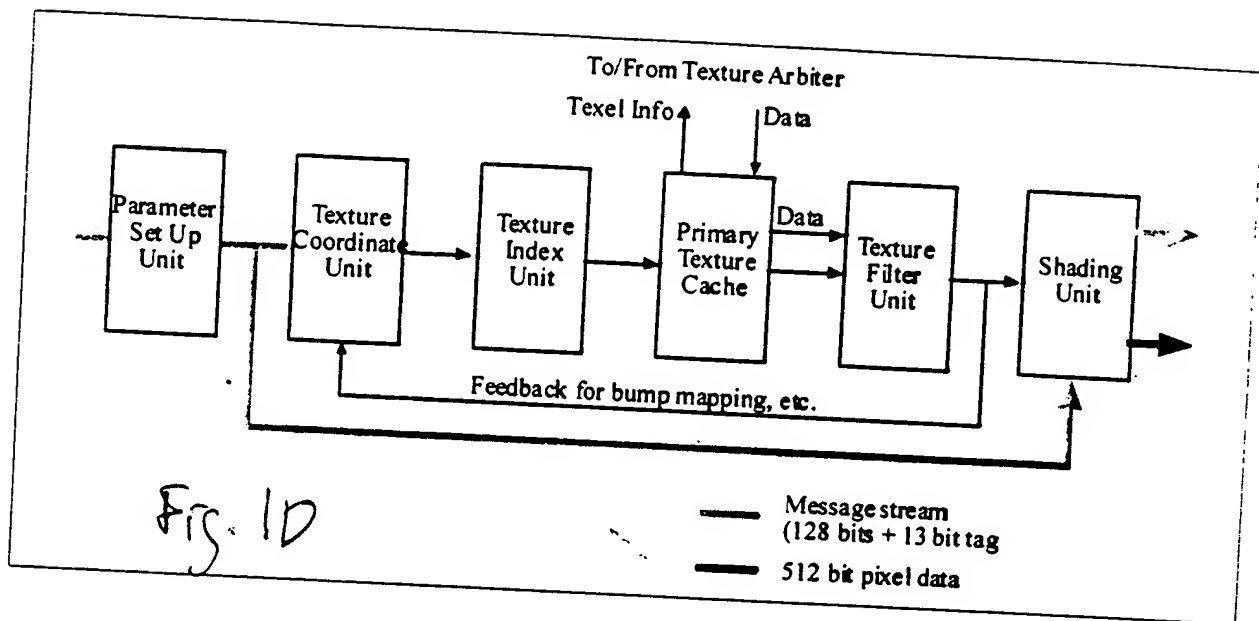 To/From Texture Arbiter
Texel Info
Data
Parameter
Set Up
Unit
Texture
Coordinate
Unit
Texture
Index
Unit
Primary
Texture
Cache
Data
Texture
Filter
Unit
Shading
Unit
Feedback for bump mapping, etc.
Fig. 1D
Message stream
(128 bits + 13 bit tag
512 bit pixel data